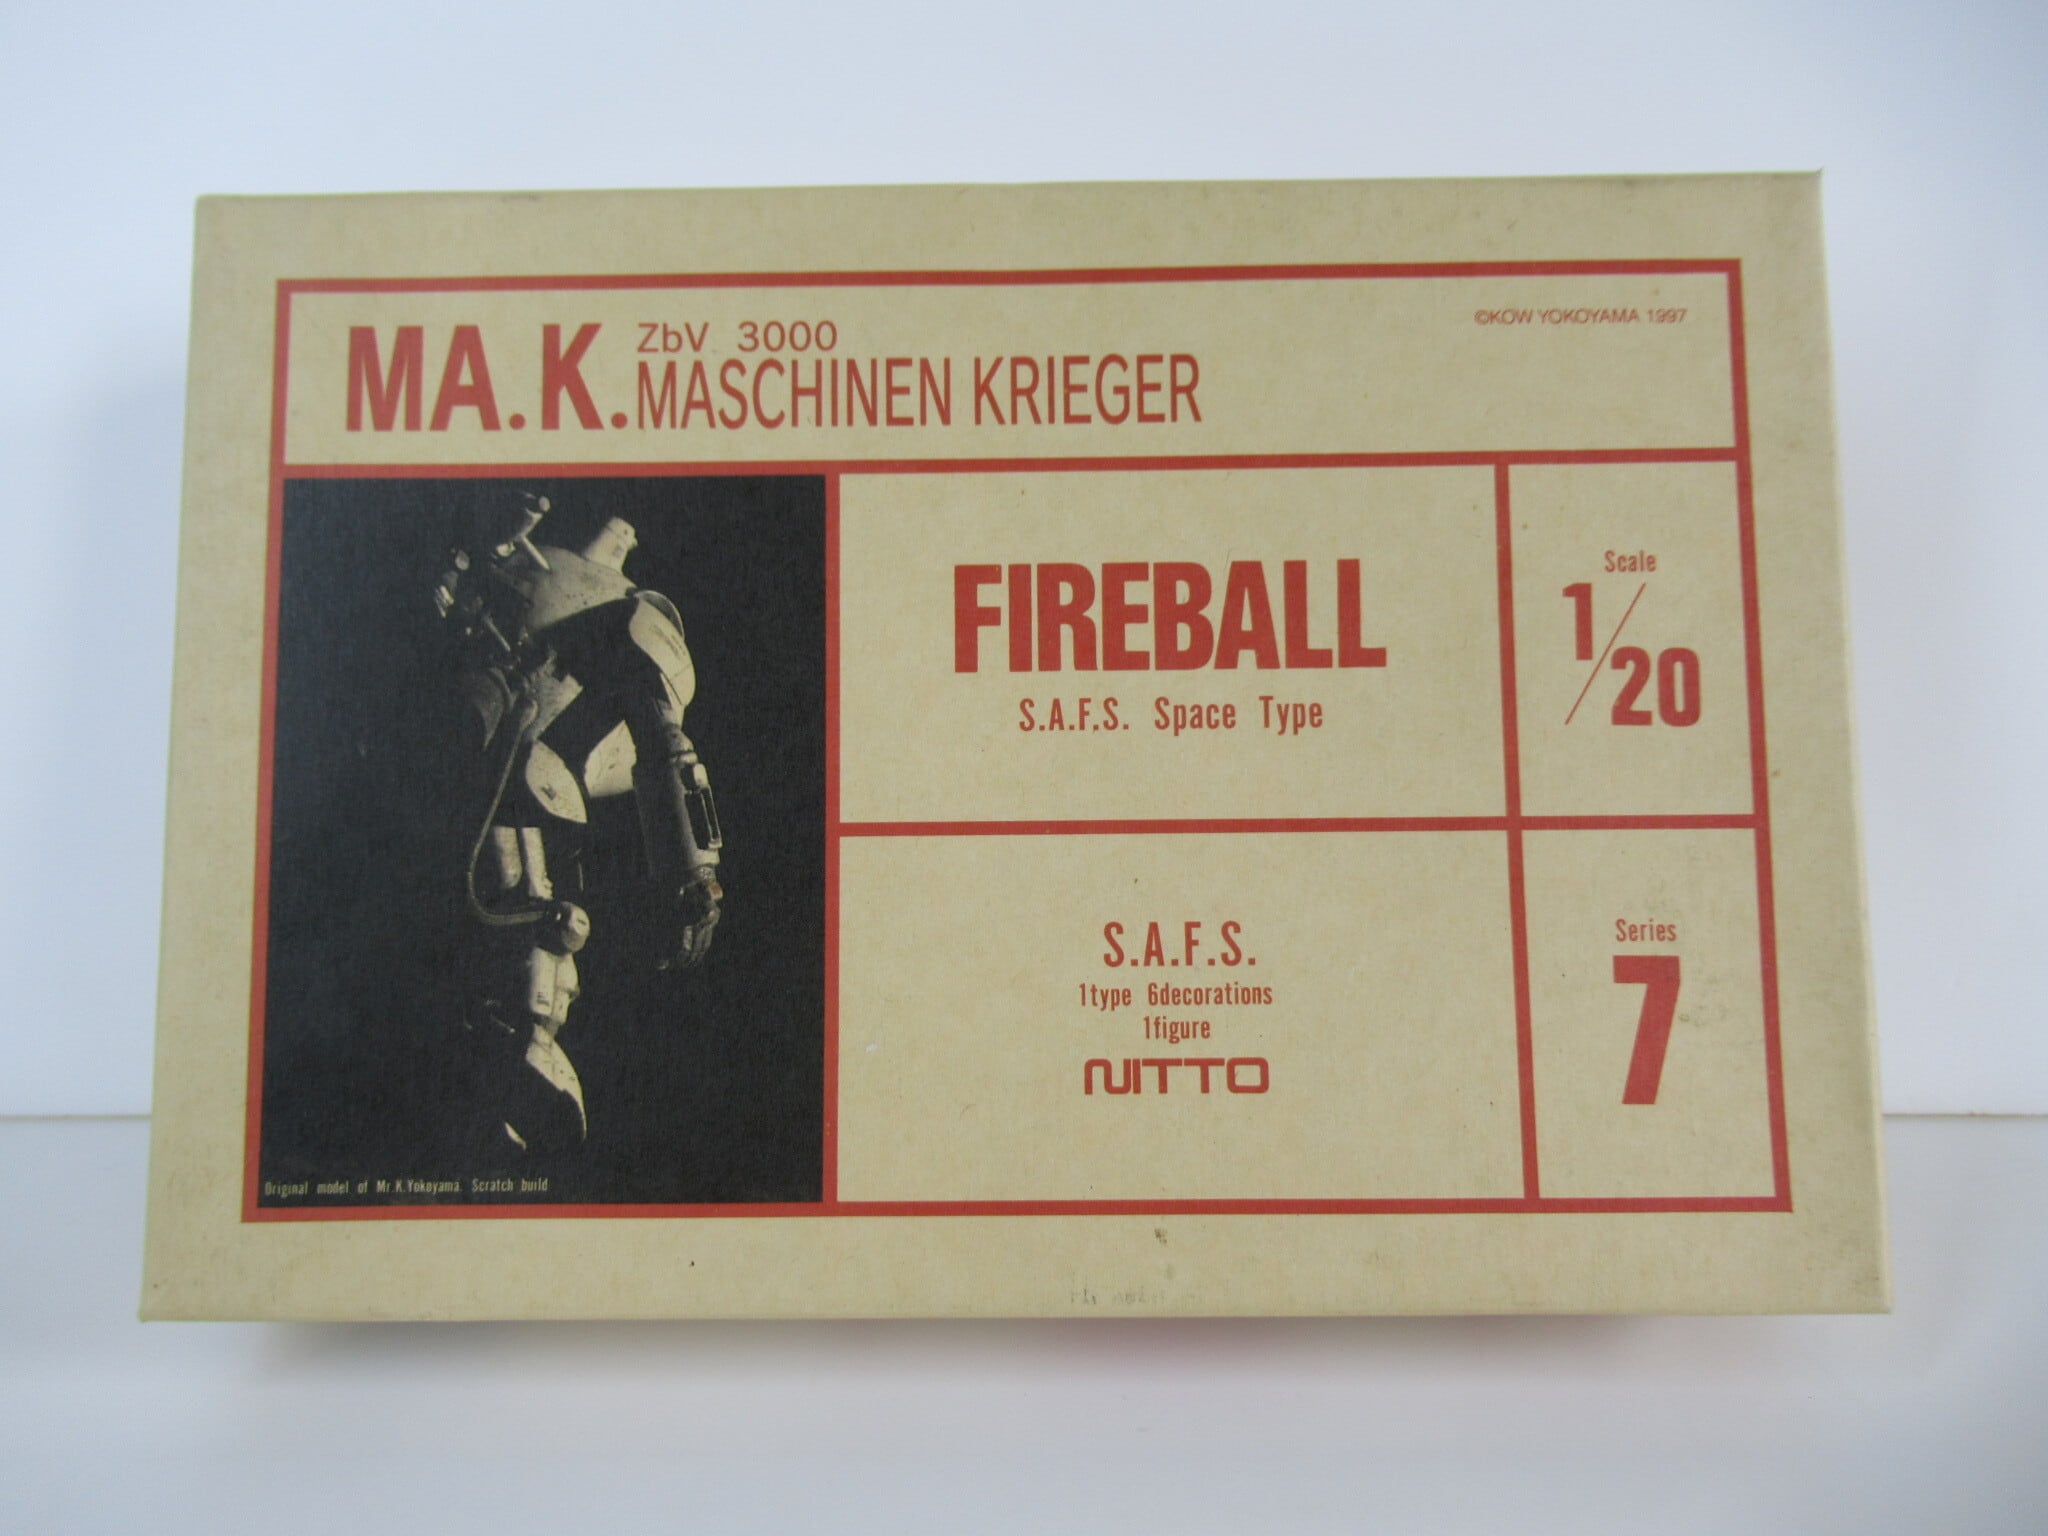 MA.K. ZbV 3000
MASCHINEN KRIEGER
©KOW YOKOYAMA 1997
FIREBALL
S.A.F.S. Space Type
Scale
1/20
S.A.F.S.
1type 6decorations
1figure
NITTO
Series
7
Original model of Mr.K.Yokoyama. Scratch build